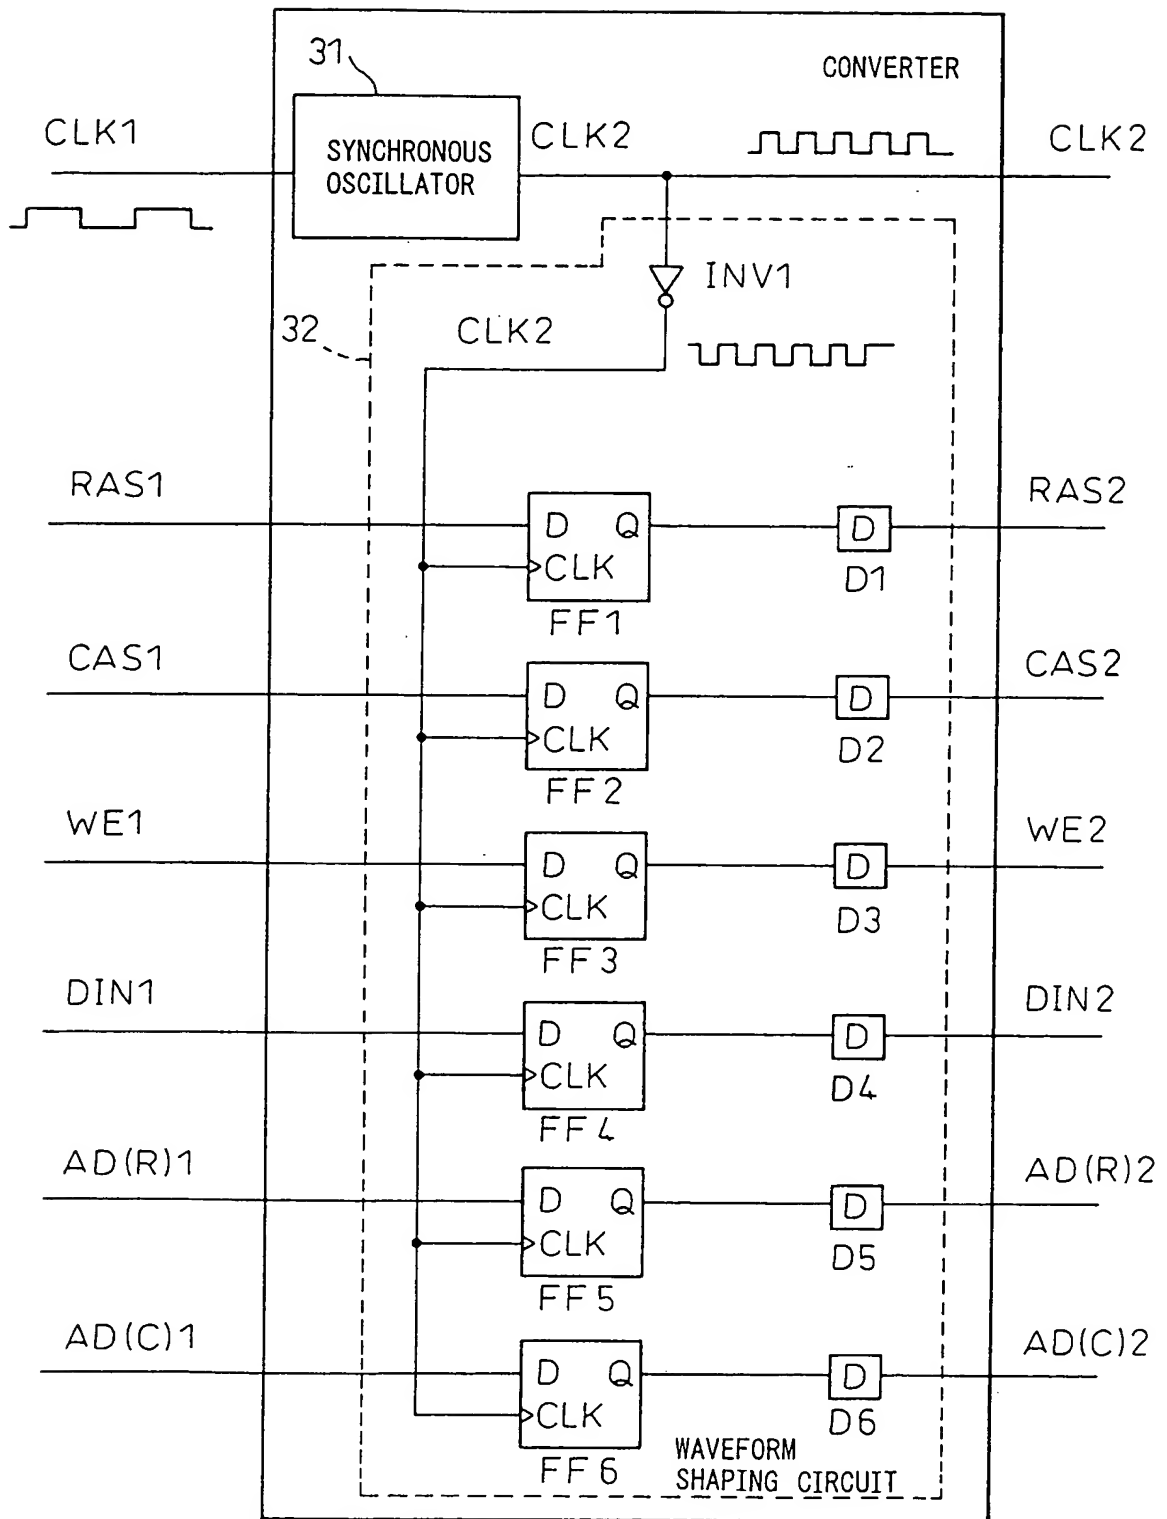 31
CONVERTER
CLK1
SYNCHRONOUS
OSCILLATOR
CLK2
CLK2
INV1
32
CLK2
RAS1
D Q
CLK
FF1
D
D1
RAS2
CAS1
D Q
CLK
FF2
D
D2
CAS2
WE1
D Q
CLK
FF3
D
D3
WE2
DIN1
D Q
CLK
FF4
D
D4
DIN2
AD(R)1
D Q
CLK
FF5
D
D5
AD(R)2
AD(C)1
D Q
CLK
FF6
D
D6
AD(C)2
WAVEFORM
SHAPING CIRCUIT